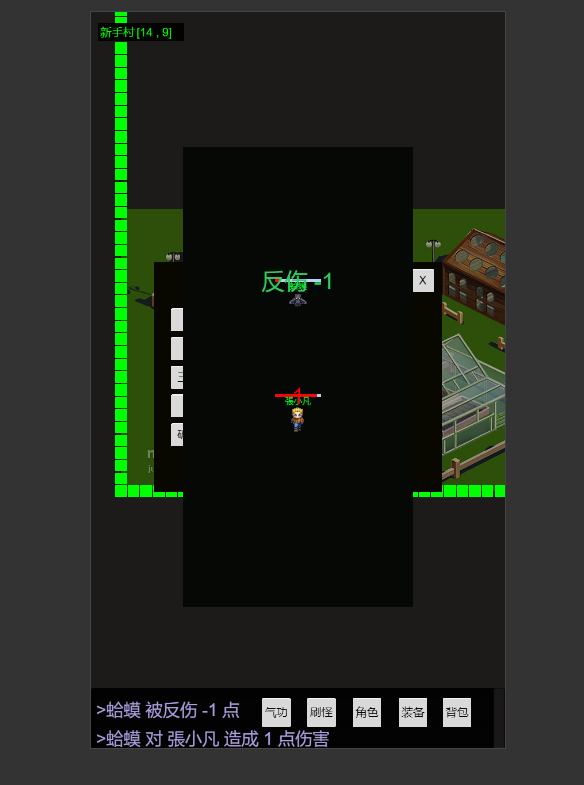 新手村[14 , 9]
反伤 -1
X
張小凡
>蛤蟆 被反伤 -1 点
气功
刷怪
角色
装备
背包
>蛤蟆 对 張小凡 造成 1 点伤害